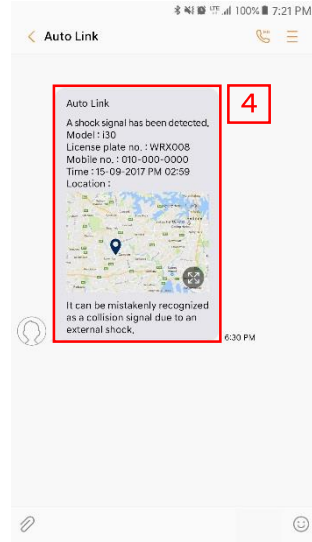 LTE 100% 7:21 PM
Auto Link
Auto Link
A shock signal has been detected.
Model : i30
License plate no. : WRX008
Mobile no. : 010-000-0000
Time : 15-09-2017 PM 02:59
Location :
It can be mistakenly recognized
as a collision signal due to an
external shock.
6:30 PM
4